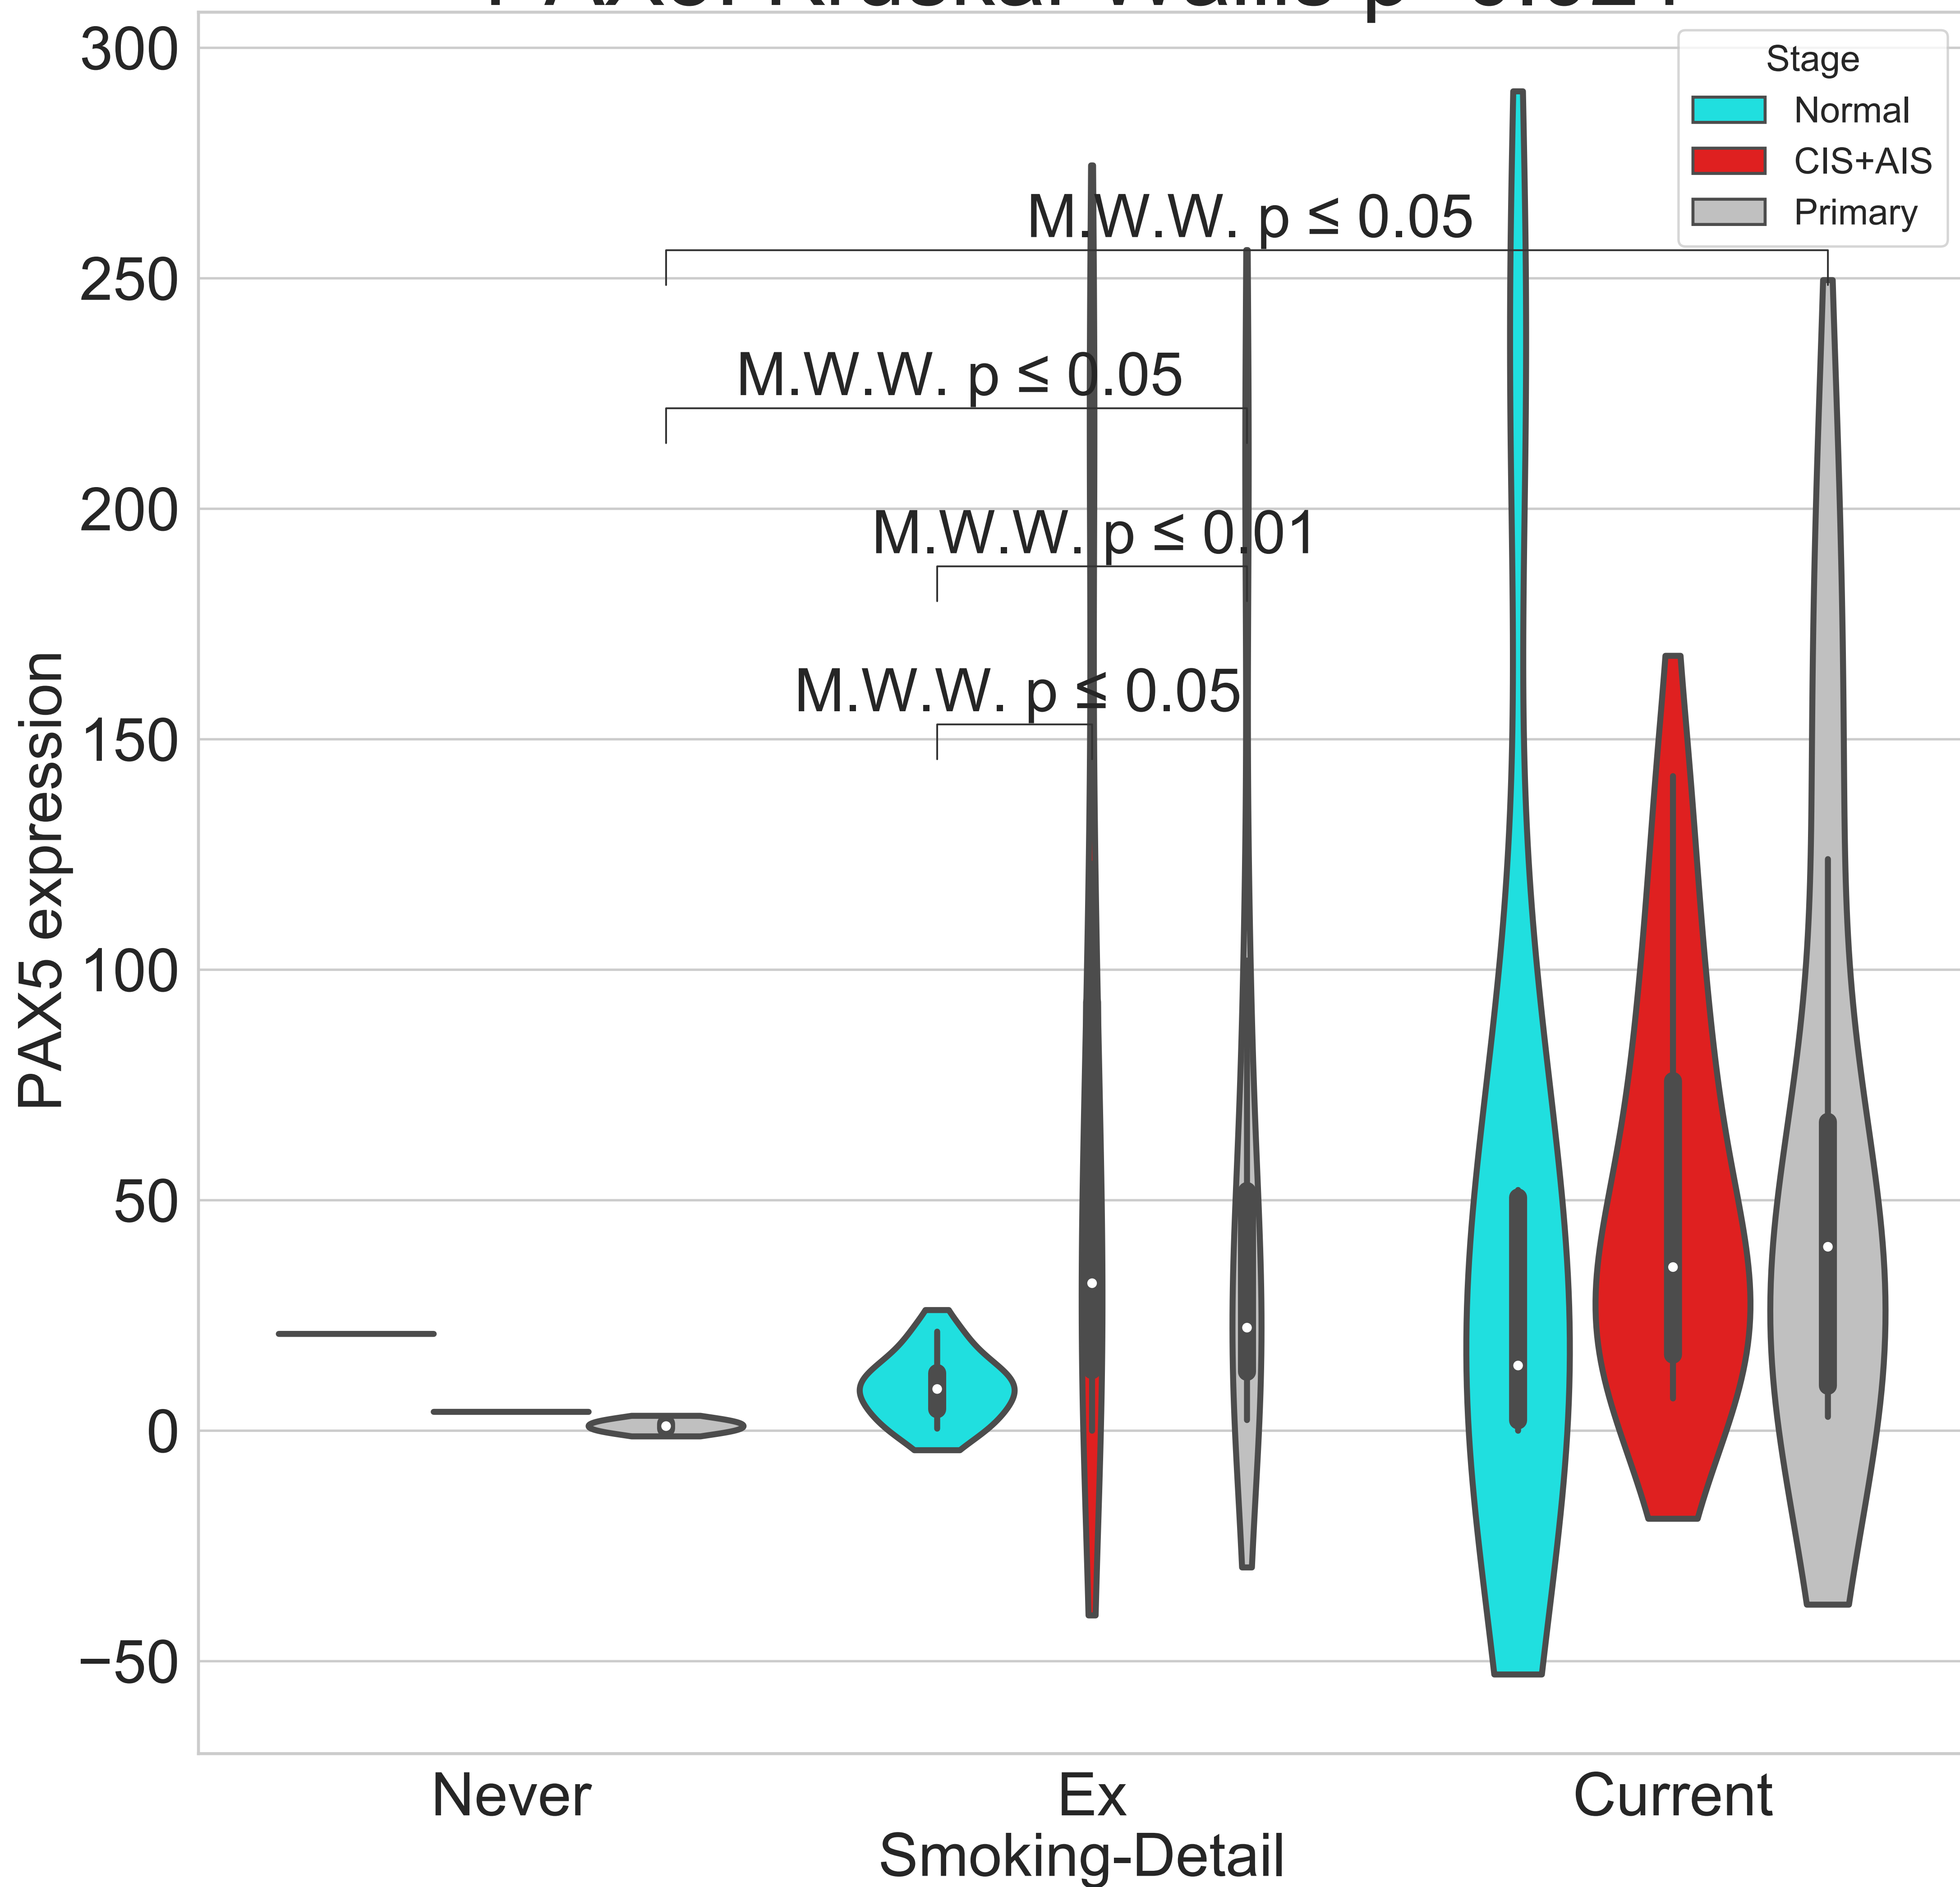 300
250
200
150
100
50
0
−50
PAX5 expression
Stage
Normal
CIS+AIS
Primary
M.W.W. p ≤ 0.05
M.W.W. p ≤ 0.05
M.W.W. p ≤ 0.01
M.W.W. p ≤ 0.05
Never
Ex
Current
Smoking-Detail